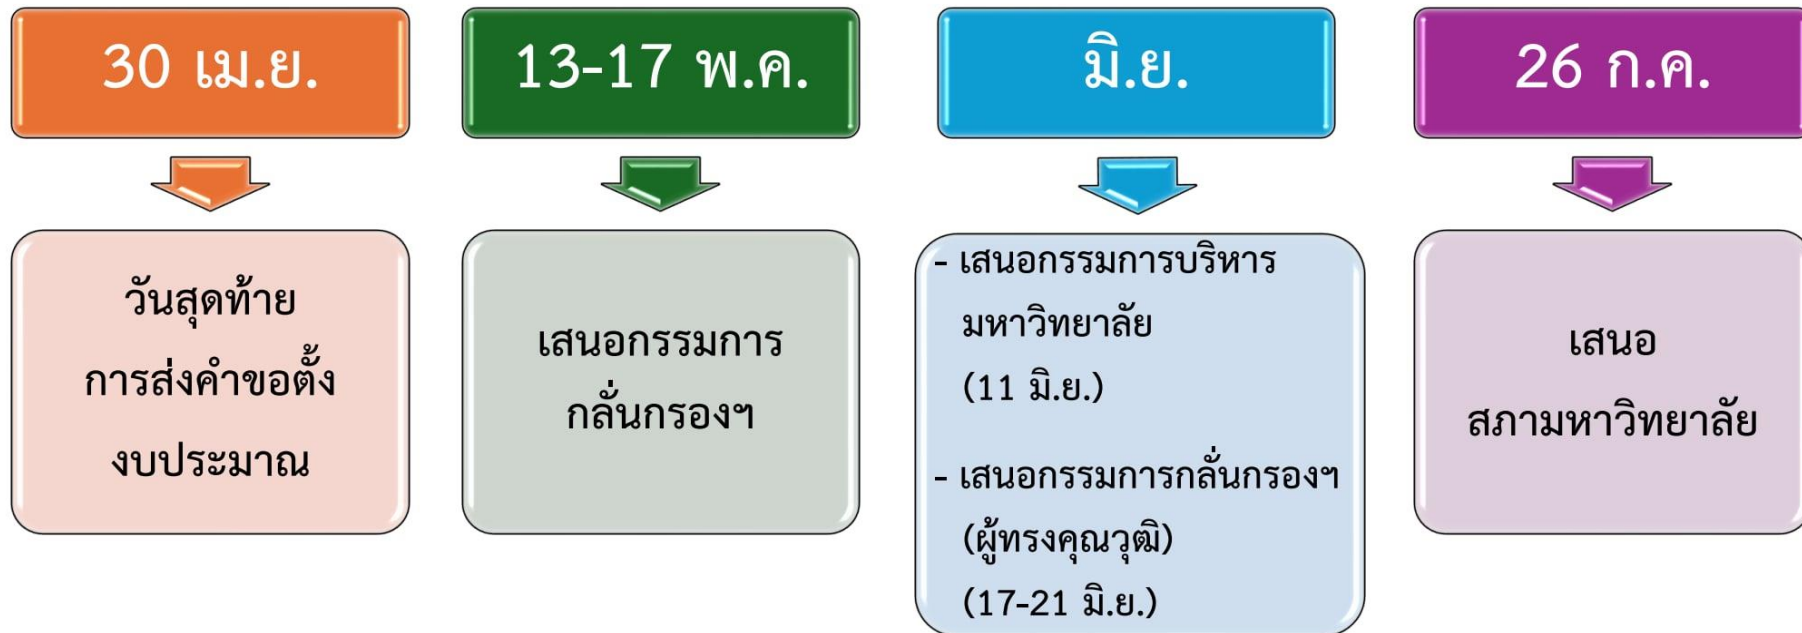 30 เม.ย.
วันสุดท้าย
การส่งคำขอตั้ง
งบประมาณ
13-17 พ.ค.
เสนอกรรมการ
กลั่นกรองฯ
มิ.ย.
- เสนอกรรมการบริหาร
มหาวิทยาลัย
(11 มิ.ย.)
- เสนอกรรมการกลั่นกรองฯ
(ผู้ทรงคุณวุฒิ)
(17-21 มิ.ย.)
26 ก.ค.
เสนอ
สภามหาวิทยาลัย